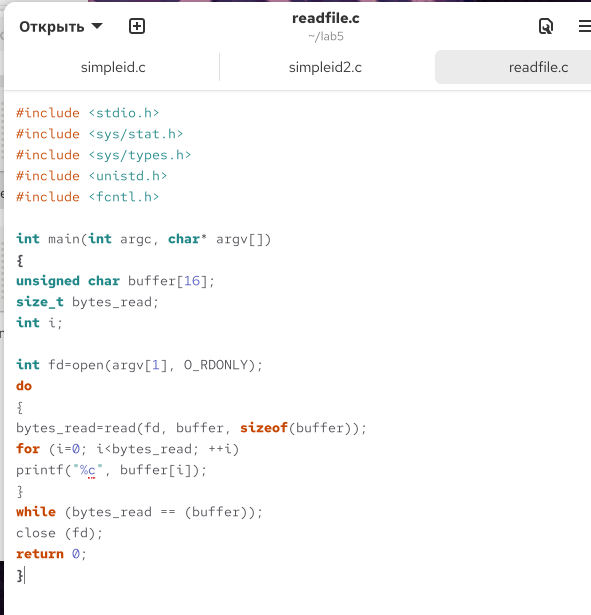 Открыть
readfile.c
~/lab5
simpleid.c simpleid2.c readfile.c
#include <stdio.h>
#include <sys/stat.h>
#include <sys/types.h>
#include <unistd.h>
#include <fcntl.h>
int main(int argc, char* argv[])
{
unsigned char buffer[16];
size_t bytes_read;
int i;
int fd=open(argv[1], O_RDONLY);
do
{
bytes_read=read(fd, buffer, sizeof(buffer));
for (i=0; i<bytes_read; ++i)
printf("%c", buffer[i]);
}
while (bytes_read == (buffer));
close (fd);
return 0;
}